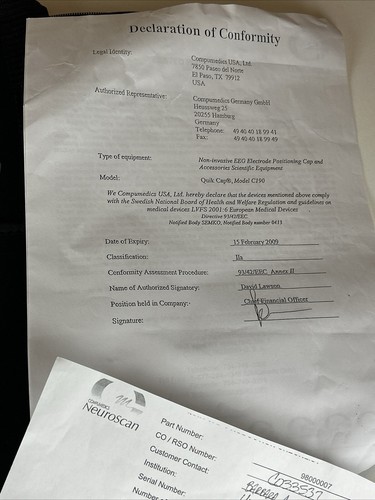 Declaration of Conformity
Legal Identity: Compumedics USA, Ltd.
7850 Paseo del Norte
El Paso, TX 79912
USA
Authorized Representative: Compumedics Germany GmbH
Heussweg 25
20255 Hamburg
Germany
Telephone: 49 40 40 18 99 41
Fax: 49 40 40 18 99 49
Type of equipment: Non-invasive EEG Electrode Positioning Cap and
Accessories Scientific Equipment
Model: Quik Cap®, Model C190
We Compumedics USA, Ltd. hereby declare that the devices mentioned above comply
with the Swedish National Board of Health and Welfare Regulation and guidelines on
medical devices LVFS 2001:6 European Medical Devices
Directive 93/42/EEC.
Notified Body SEMKO, Notified Body number 0413.
Date of Expiry: 15 February 2009
Classification: IIa
Conformity Assessment Procedure: 93/42/EEC, Annex II
Name of Authorized Signatory: David Lawson
Position held in Company:- Chief Financial Officer
Signature:
COMPUMEDICS
NEUROSCAN
Part Number: 98000007
CO / RSO Number:
Customer Contact:
Institution:
Serial Number: